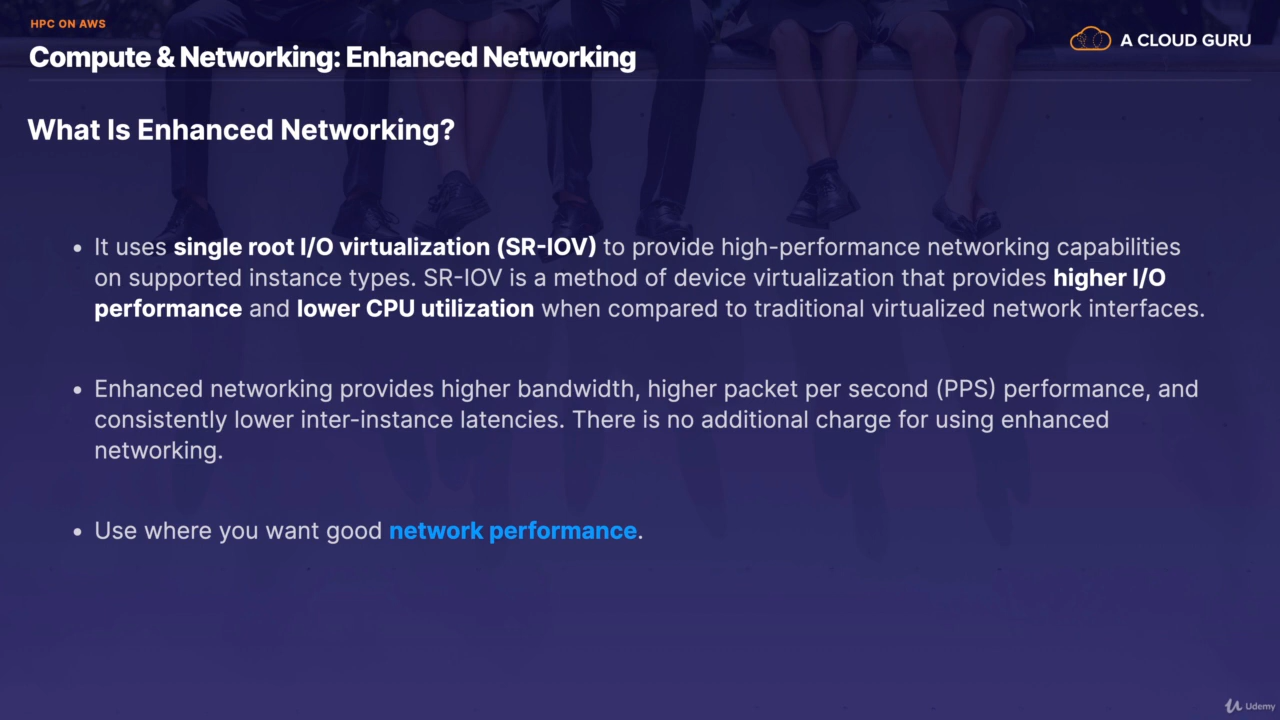 HPC ON AWS
Compute & Networking: Enhanced Networking
A CLOUD GURU
What Is Enhanced Networking?
• It uses single root I/O virtualization (SR-IOV) to provide high-performance networking capabilities
on supported instance types. SR-IOV is a method of device virtualization that provides higher I/O
performance and lower CPU utilization when compared to traditional virtualized network interfaces.
• Enhanced networking provides higher bandwidth, higher packet per second (PPS) performance, and
consistently lower inter-instance latencies. There is no additional charge for using enhanced
networking.
• Use where you want good network performance.
Udemy